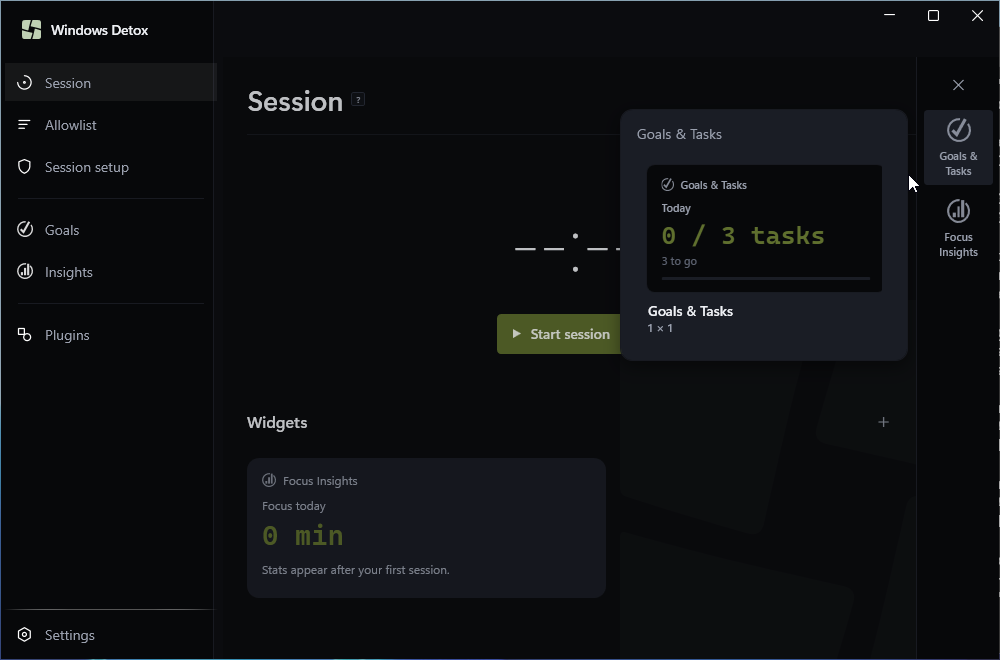 Windows Detox
Session
Allowlist
Session setup
Goals
Insights
Plugins
Settings
Session ?
Start session
Widgets
Focus Insights
Focus today
0 min
Stats appear after your first session.
Goals & Tasks
Goals & Tasks
Today
0 / 3 tasks
3 to go
Goals & Tasks
1 × 1
Goals &
Tasks
Focus
Insights